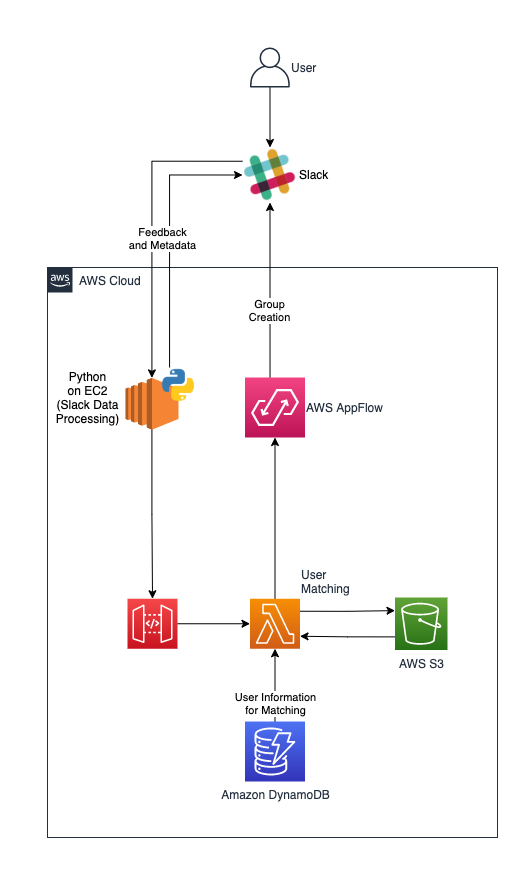 User
Slack
Feedback
and Metadata
aws
AWS Cloud
Group
Creation
Python
on EC2
(Slack Data
Processing)
AWS AppFlow
User
Matching
</>
AWS S3
User Information
for Matching
Amazon DynamoDB